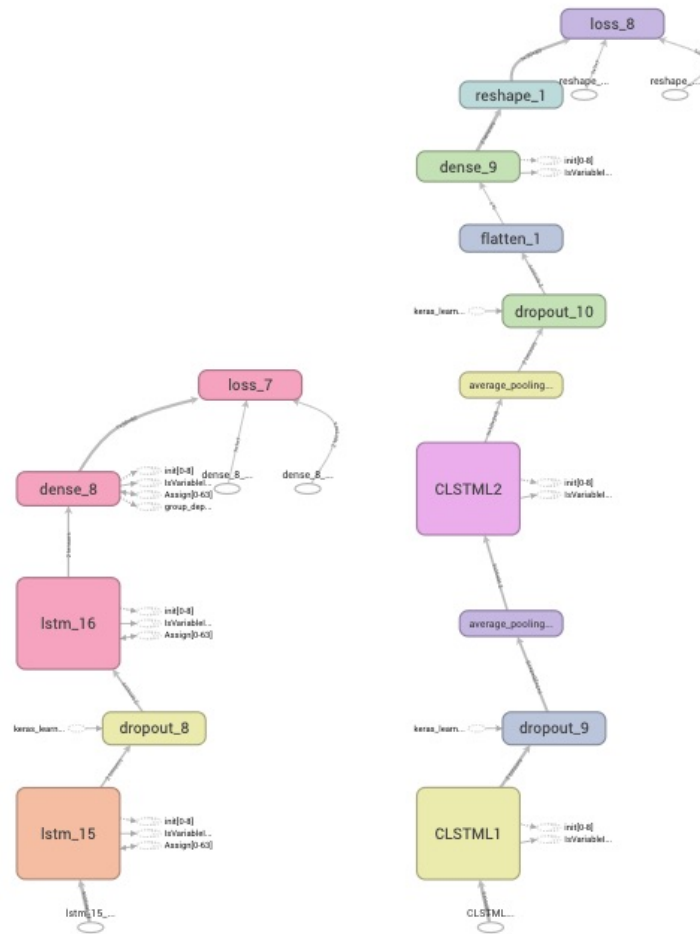 loss_8
reshape_...
reshape_...
reshape_1
dense_9
init[0-8]
IsVariableI...
flatten_1
keras_learn...
dropout_10
average_pooling...
CLSTML2
init[0-8]
IsVariableI...
average_pooling...
keras_learn...
dropout_9
CLSTML1
init[0-8]
IsVariableI...
CLSTML...
loss_7
dense_8_...
dense_8_...
dense_8
init[0-8]
IsVariableI...
Assign[0-63]
group_dep...
lstm_16
init[0-8]
IsVariableI...
Assign[0-63]
keras_learn...
dropout_8
lstm_15
init[0-8]
IsVariableI...
Assign[0-63]
lstm_15_...